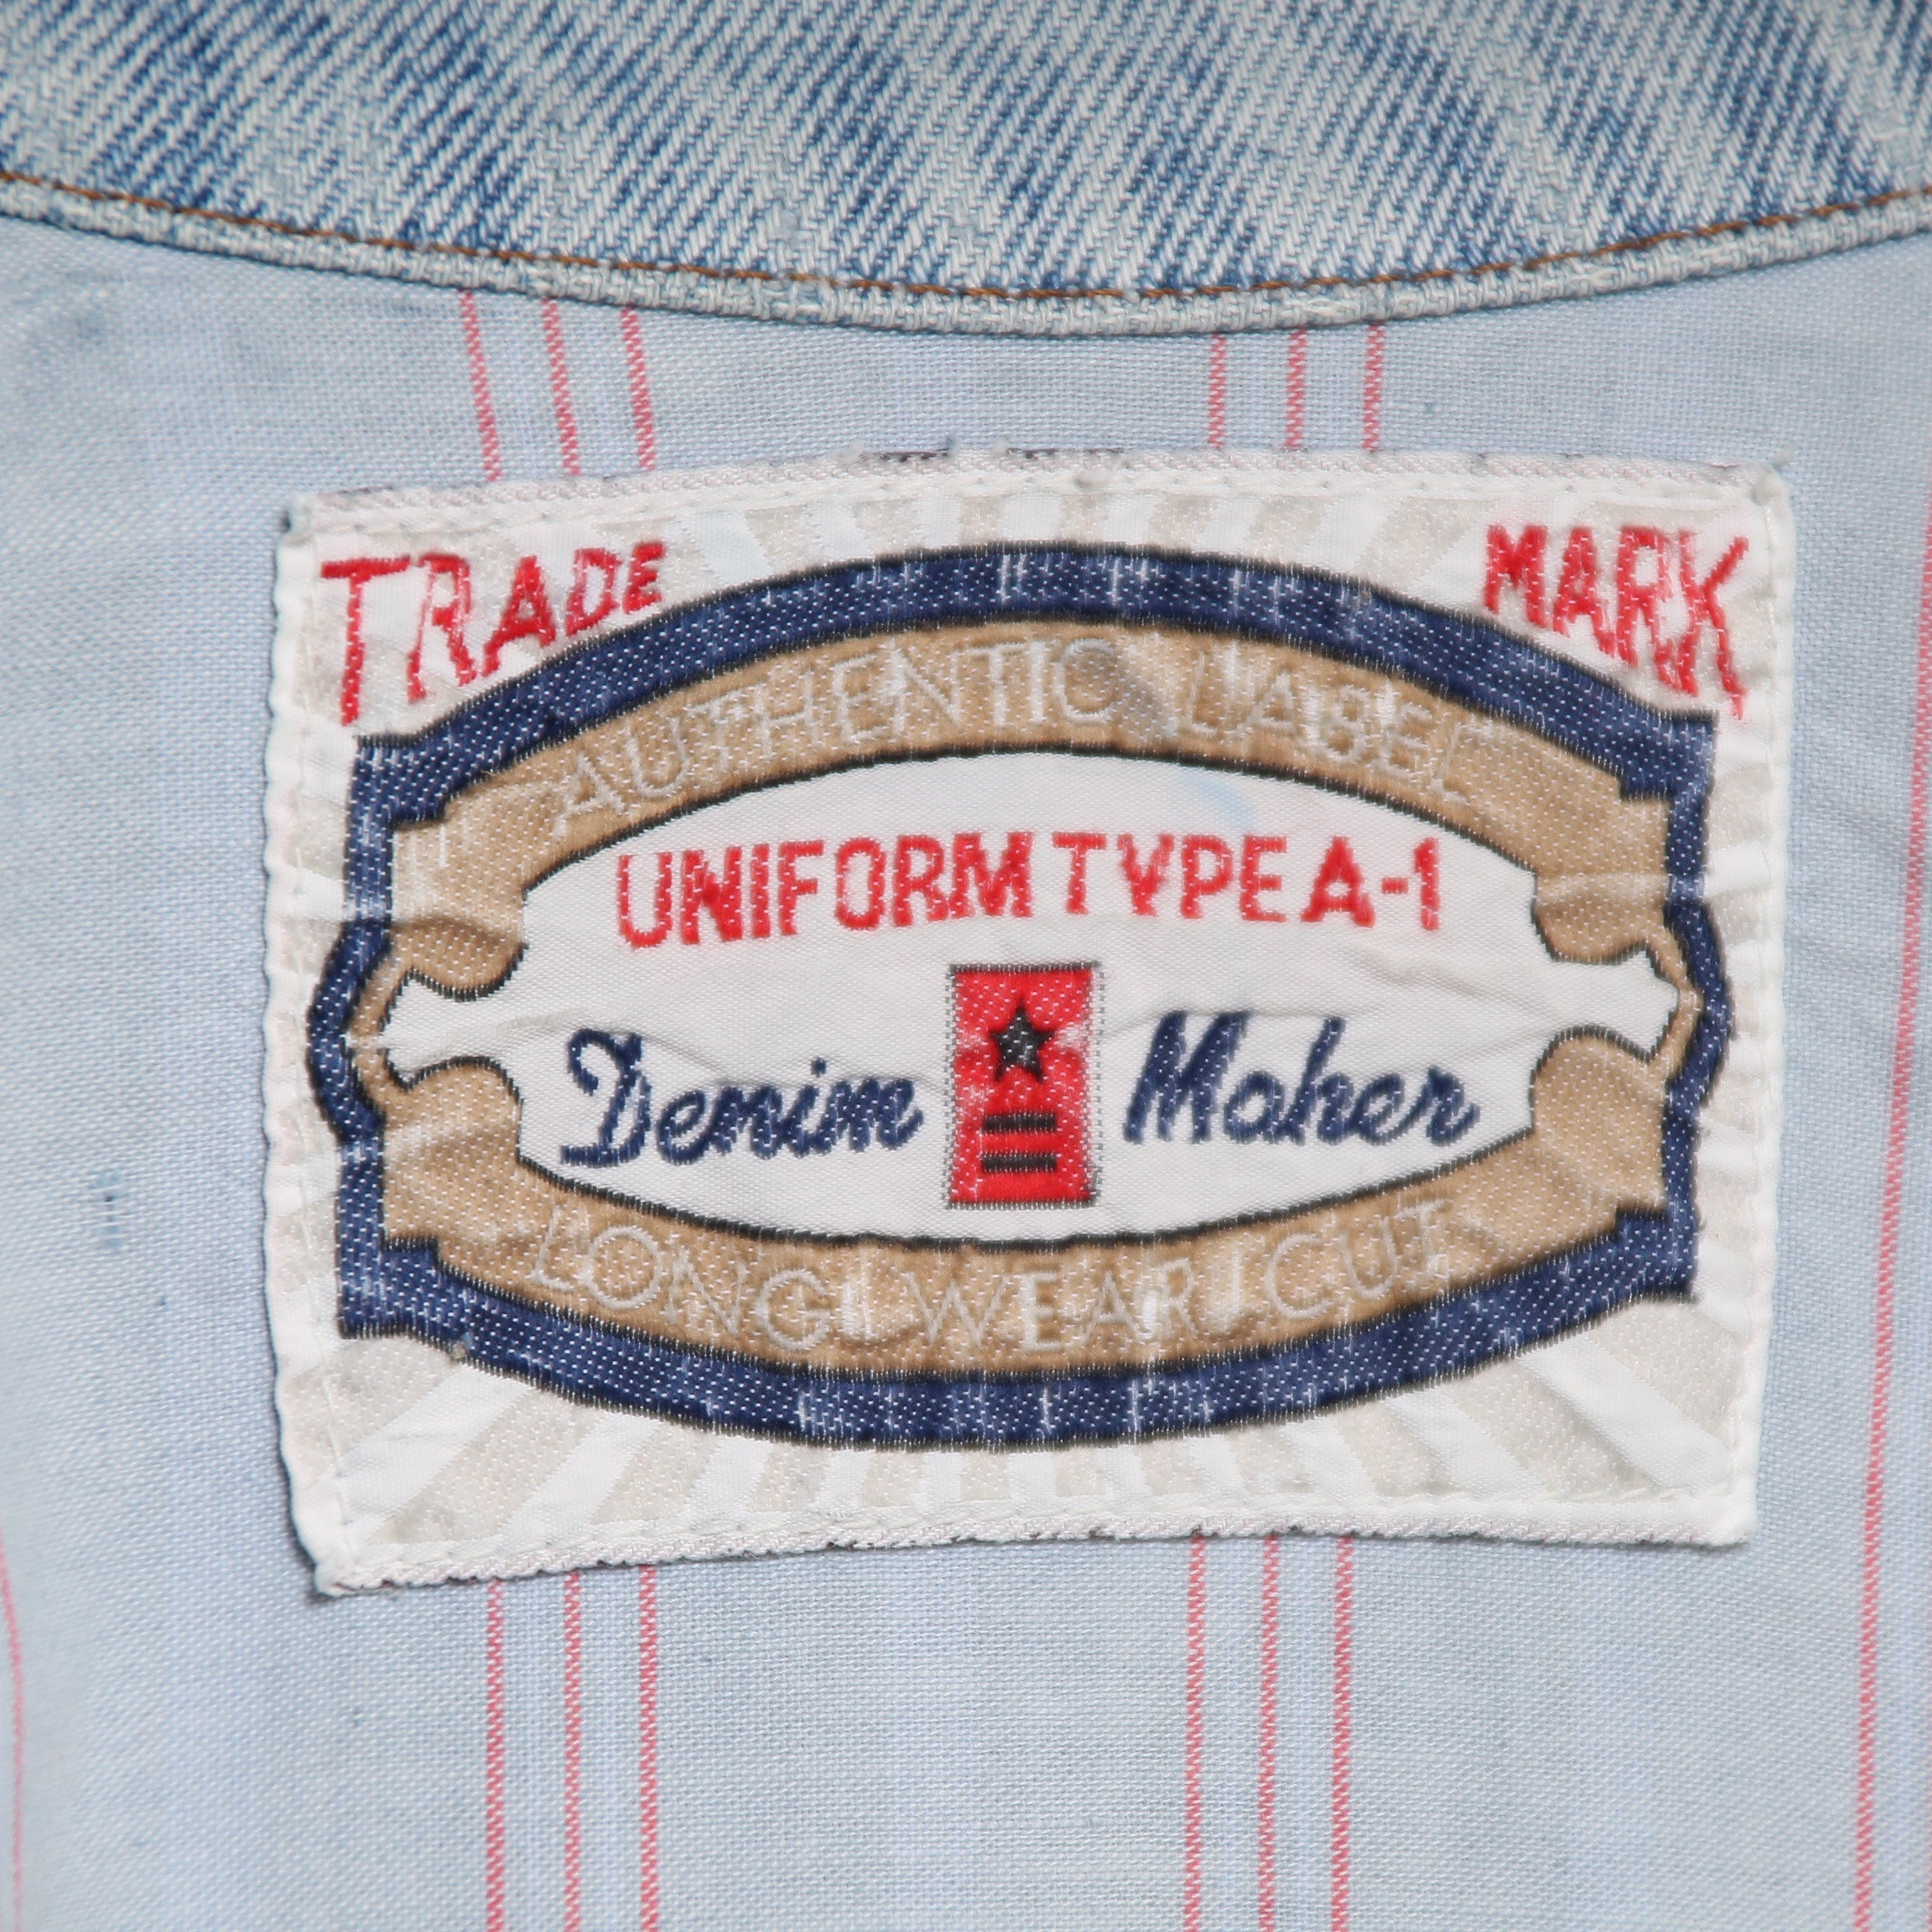 TRADE MARK
AUTHENTIC LABEL
UNIFORM TYPE A-1
Denim Maker
LONG WEAR CUT